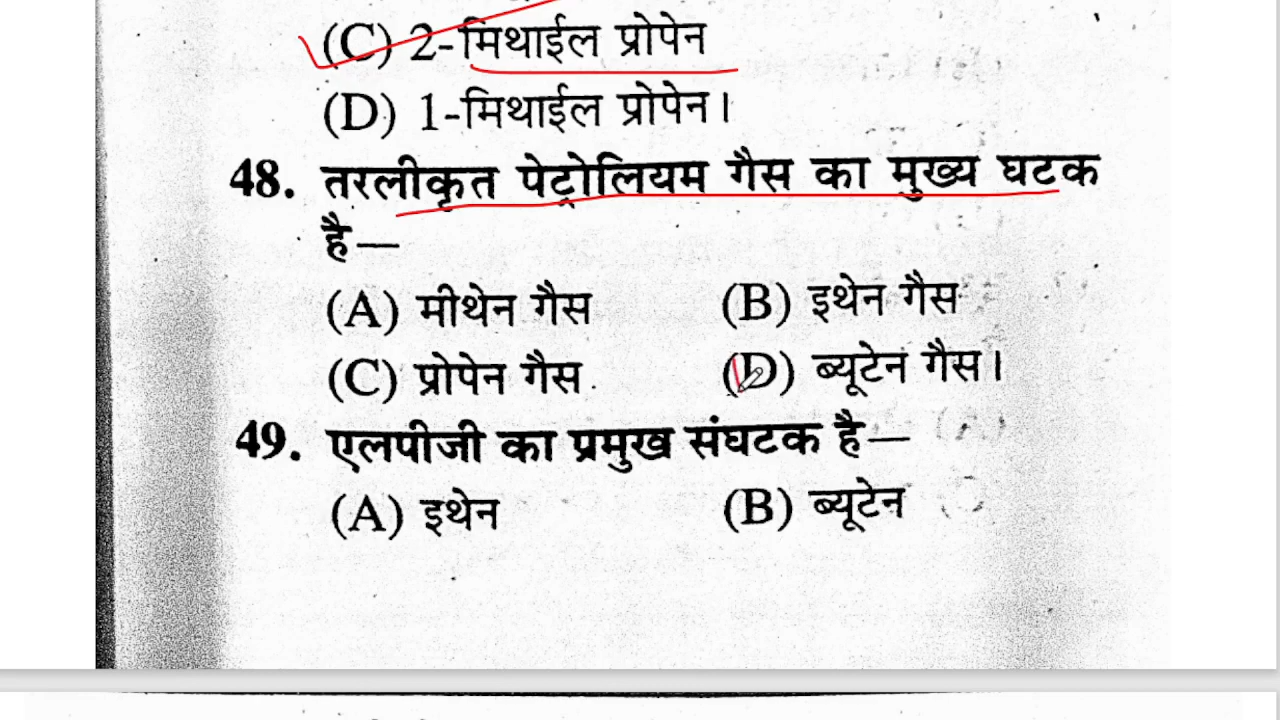 (C) 2-मिथाईल प्रोपेन
(D) 1-मिथाईल प्रोपेन।
48. तरलीकृत पेट्रोलियम गैस का मुख्य घटक
है—
(A) मीथेन गैस (B) इथेन गैस
(C) प्रोपेन गैस (D) ब्यूटेन गैस।
49. एलपीजी का प्रमुख संघटक है—
(A) इथेन (B) ब्यूटेन